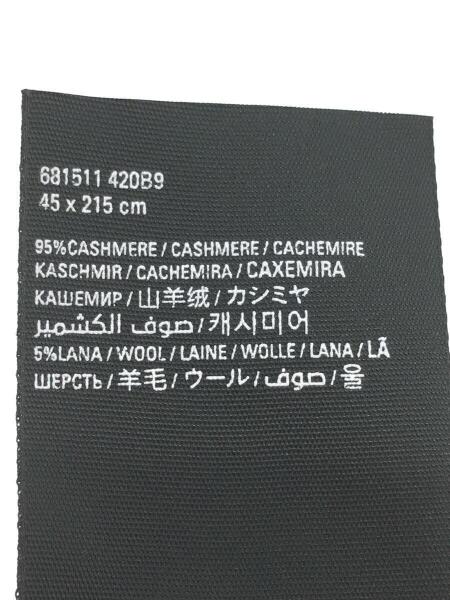 681511 420B9
45 x 215 cm
95%CASHMERE / CASHMERE / CACHEMIRE
KASCHMIR / CACHEMIRA / CAXEMIRA
КАШЕМИР / 山羊绒 / カシミヤ
صوف الكشمير / 캐시미어
5%LANA / WOOL / LAINE / WOLLE / LANA / LÃ
ШЕРСТЬ / 羊毛 / ウール / صوف / 울